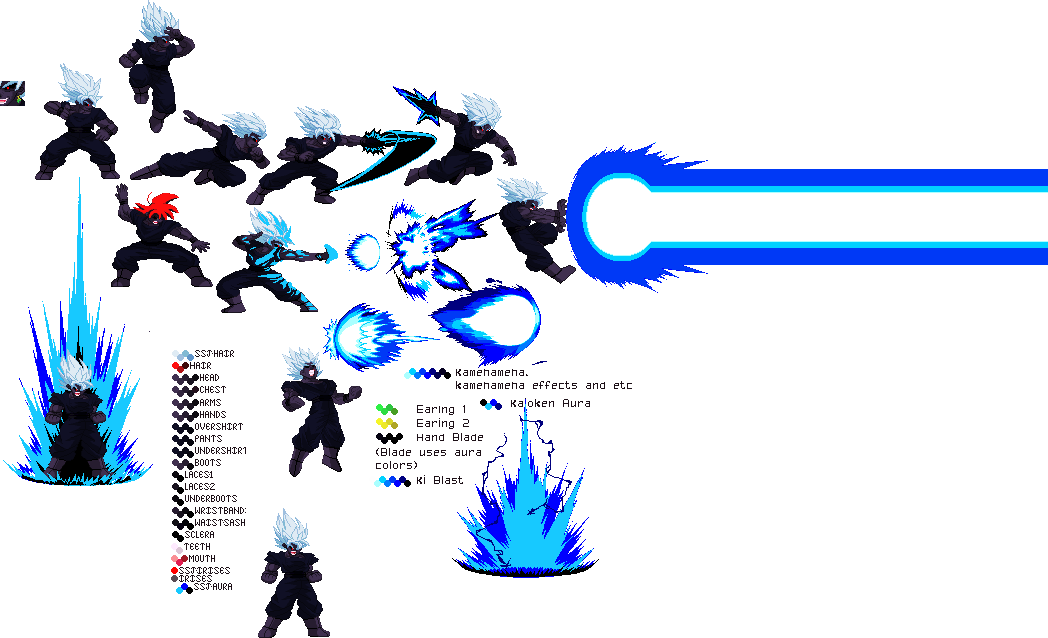 SSJHAIR
HAIR
HEAD
CHEST
ARMS
HANDS
OVERSHIRT
PANTS
UNDERSHIRT
BOOTS
LACES1
LACES2
UNDERBOOTS
WRISTBAND:
WAISTSASH
SCLERA
TEETH
MOUTH
SSJIRISES
IRISES
SSJAURA
Kamehameha.
kamehameha effects and etc
Kaioken Aura
Earing 1
Earing 2
Hand Blade
(Blade uses aura
colors)
Ki Blast